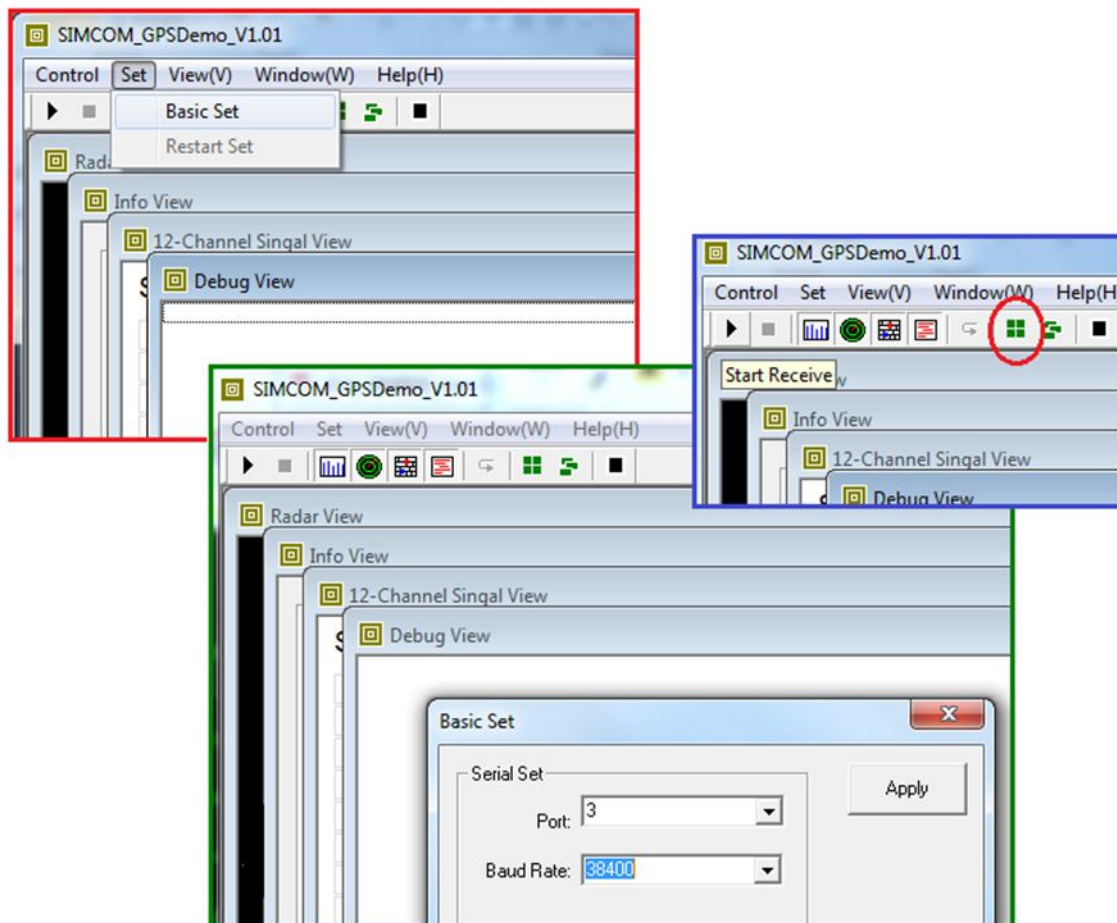 SIMCOM_GPSDemo_V1.01
Control Set View(V) Window(W) Help(H)
Basic Set
Restart Set
Info View
12-Channel Singal View
Debug View
SIMCOM_GPSDemo_V1.01
Control Set View(V) Window(W) Help(H
Start Receive
Info View
12-Channel Singal View
Debug View
SIMCOM_GPSDemo_V1.01
Control Set View(V) Window(W) Help(H)
Radar View
Info View
12-Channel Singal View
Debug View
Basic Set
Serial Set
Apply
Port: 3
Baud Rate: 38400